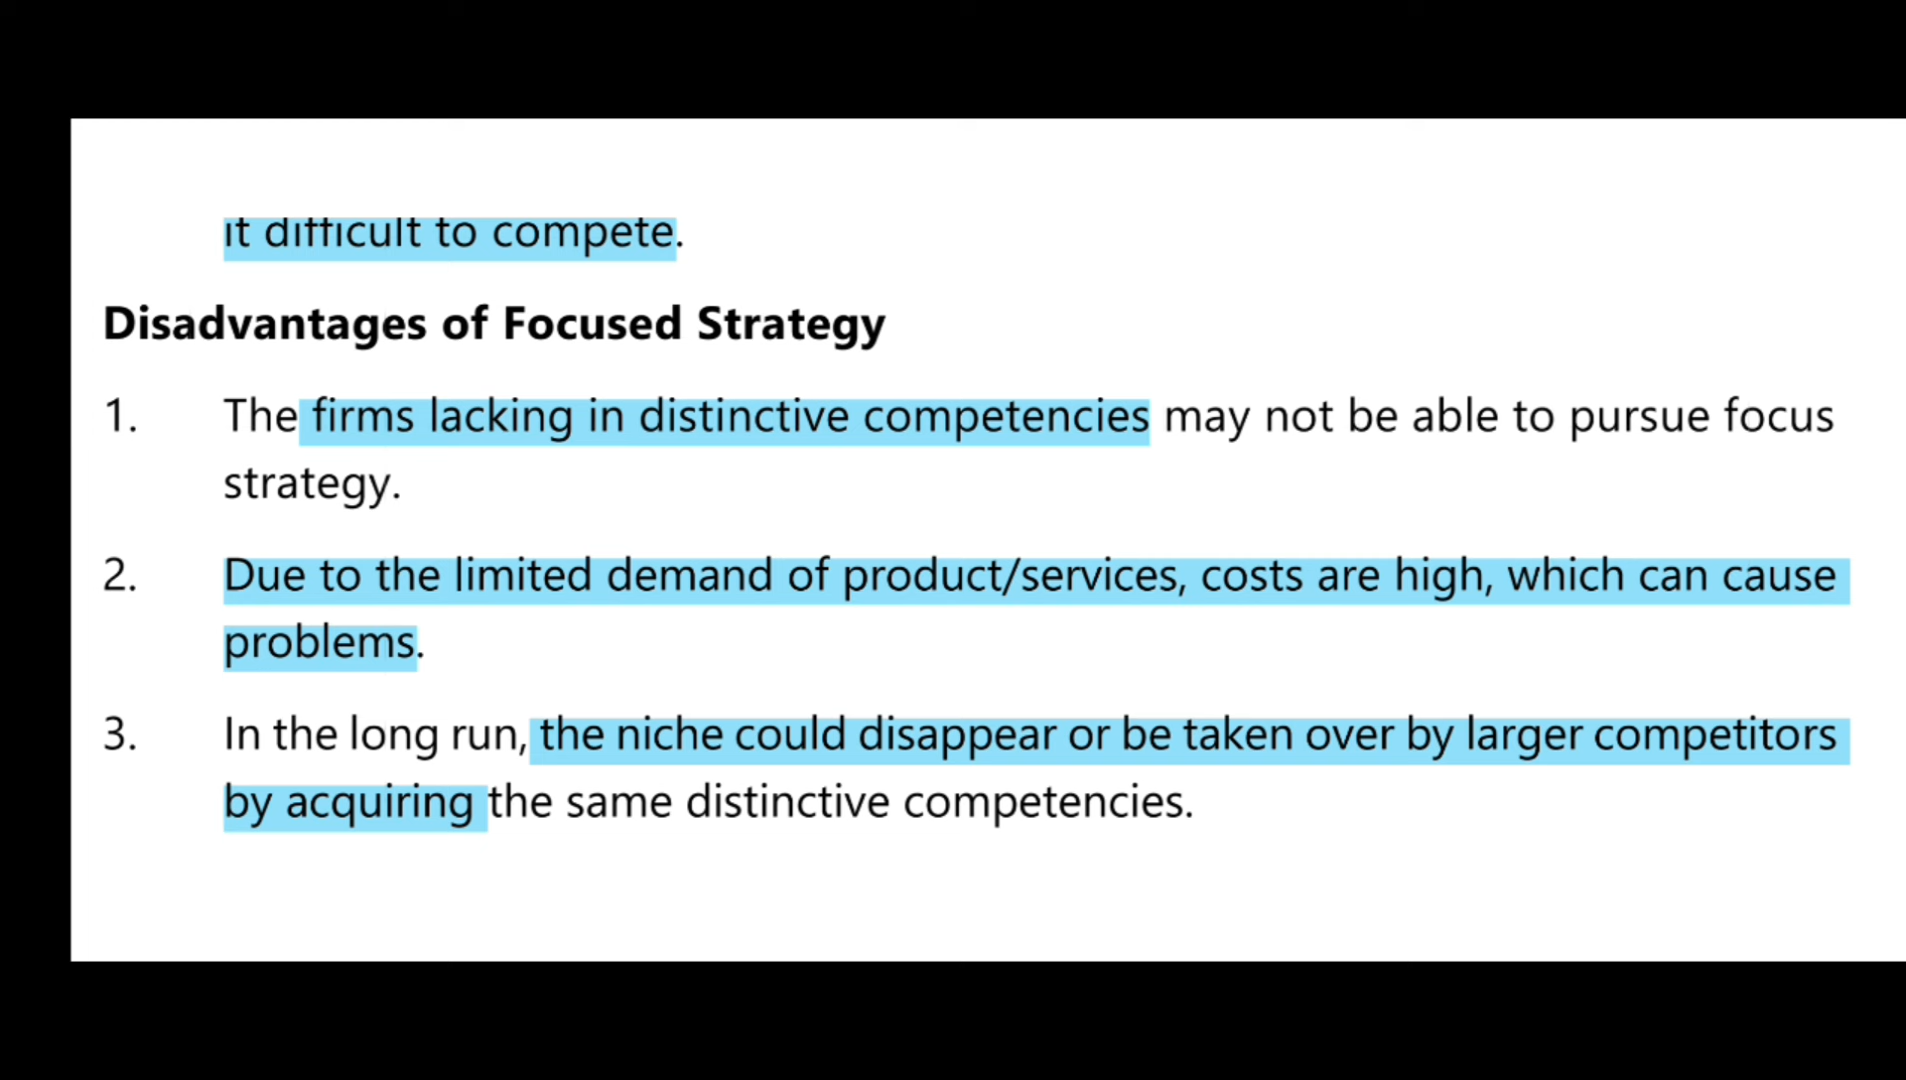 it difficult to compete.
Disadvantages of Focused Strategy
1. The firms lacking in distinctive competencies may not be able to pursue focus
strategy.
2. Due to the limited demand of product/services, costs are high, which can cause
problems.
3. In the long run, the niche could disappear or be taken over by larger competitors
by acquiring the same distinctive competencies.